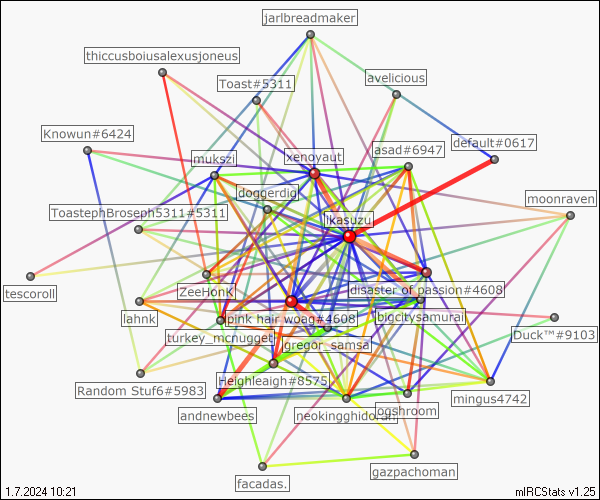 jarlbreadmaker
thiccusboiusalexusjoneus
Toast#5311
avelicious
Knowun#6424
default#0617
mukszi
xenoyaut
asad#6947
doggerdig
moonraven
ToastephBroseph5311#5311
ikasuzu
tescoroll
ZeeHonk
disaster_of_passion#4608
lahnk
pink hair woag#4608
bigcitysamurai
turkey_mcnugget
gregor_samsa
Duck™#9103
Random Stuf6#5983
Heighleaigh#8575
mingus4742
andrewbees
neokingghidorah
ogshroom
facadas.
gazpachoman
1.7.2024 10:21
mIRCStats v1.25